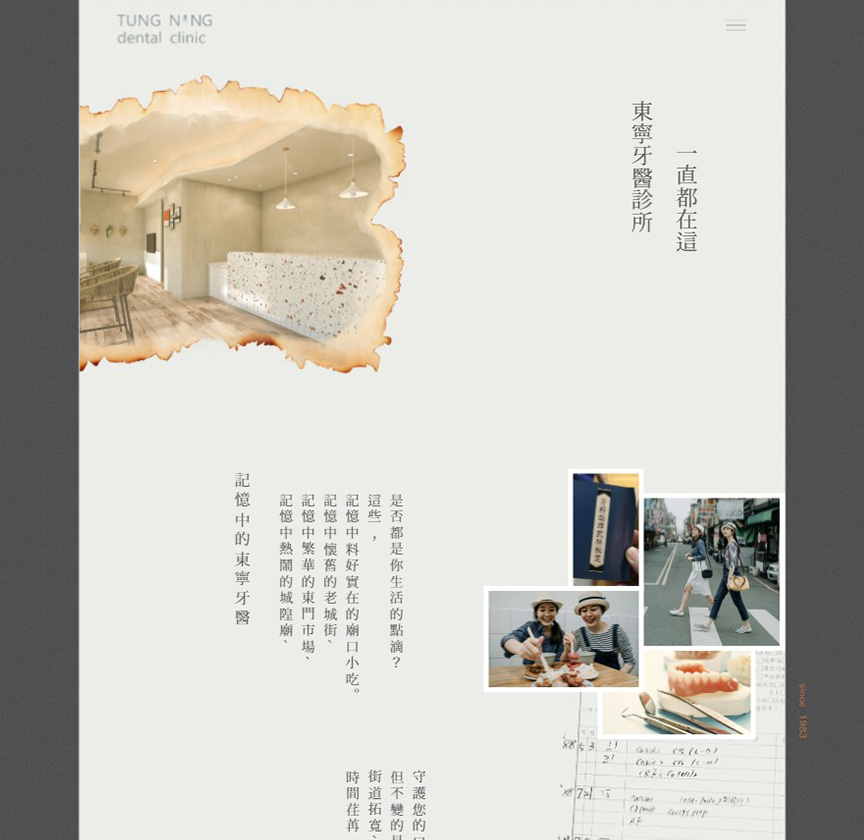 TUNG NING
dental clinic
東寧牙醫診所
一直都在這
記憶中的東寧牙醫
記憶中熱鬧的城隍廟、
記憶中繁華的東門市場、
記憶中懷舊的老城街、
記憶中料好實在的廟口小吃。
這些，
是否都是你生活的點滴？
since 1983
時間荏苒
街道拓寬、
但不變的是
守護您的